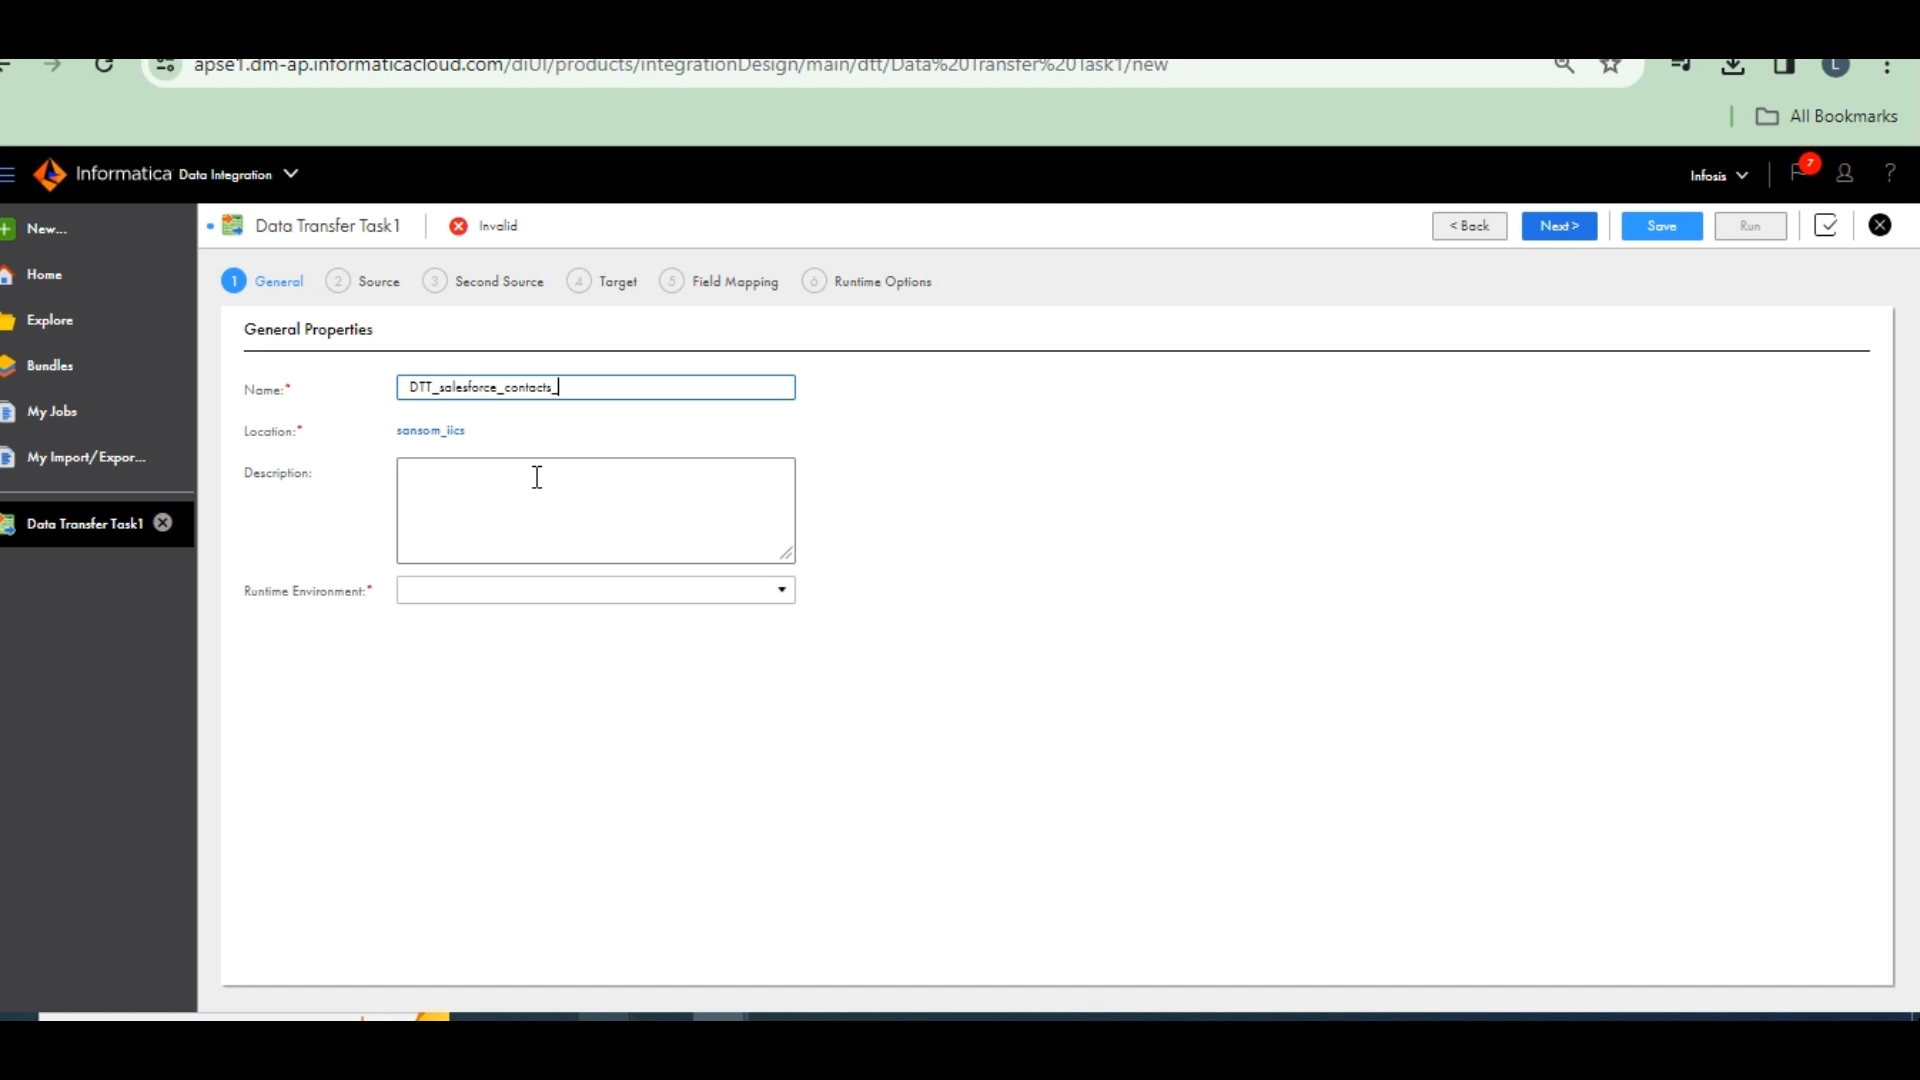 apse1.dm-ap.informaticacloud.com/diUI/products/integrationDesign/main/dtt/Data%20Transfer%20Task1/new
L
All Bookmarks
Informatica Data Integration
Infosis
7
?
New...
Home
Explore
Bundles
My Jobs
My Import/Expor...
Data Transfer Task1
Data Transfer Task1
Invalid
< Back
Next >
Save
Run
1 General
2 Source
3 Second Source
4 Target
5 Field Mapping
6 Runtime Options
General Properties
Name:*
DTT_salesforce_contacts_
Location:*
sansom_iics
Description:
Runtime Environment:*